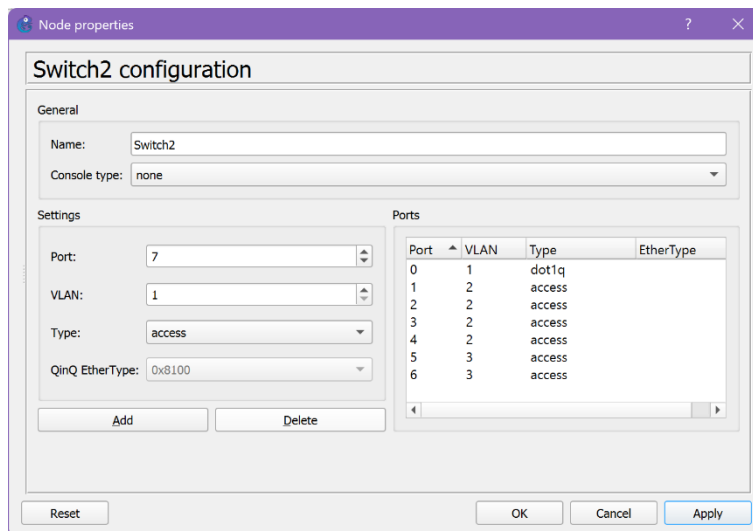 Node properties
Switch2 configuration
General
Name: Switch2
Console type: none
Settings
Port: 7
VLAN: 1
Type: access
QinQ EtherType: 0x8100
Add Delete
Ports
Port VLAN Type EtherType
0 1 dot1q
1 2 access
2 2 access
3 2 access
4 2 access
5 3 access
6 3 access
Reset OK Cancel Apply